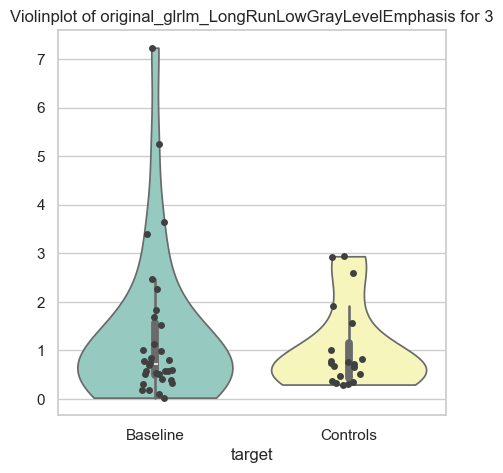 Violinplot of original_glrlm_LongRunLowGrayLevelEmphasis for 3
7
6
5
4
3
2
1
0
Baseline Controls
target